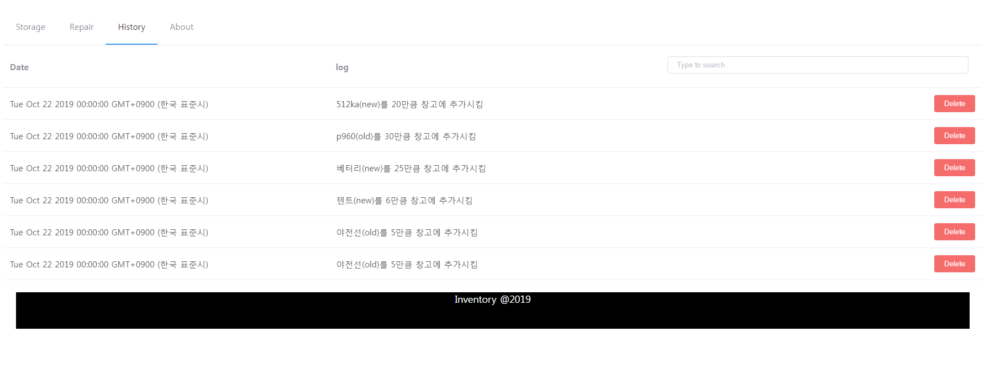 Storage Repair History About
Date log Type to search
Tue Oct 22 2019 00:00:00 GMT+0900 (한국 표준시) 512ka(new)를 20만큼 창고에 추가시킴 Delete
Tue Oct 22 2019 00:00:00 GMT+0900 (한국 표준시) p960(old)를 30만큼 창고에 추가시킴 Delete
Tue Oct 22 2019 00:00:00 GMT+0900 (한국 표준시) 베터리(new)를 25만큼 창고에 추가시킴 Delete
Tue Oct 22 2019 00:00:00 GMT+0900 (한국 표준시) 텐트(new)를 6만큼 창고에 추가시킴 Delete
Tue Oct 22 2019 00:00:00 GMT+0900 (한국 표준시) 야전선(old)를 5만큼 창고에 추가시킴 Delete
Tue Oct 22 2019 00:00:00 GMT+0900 (한국 표준시) 야전선(old)를 5만큼 창고에 추가시킴 Delete
Inventory @2019